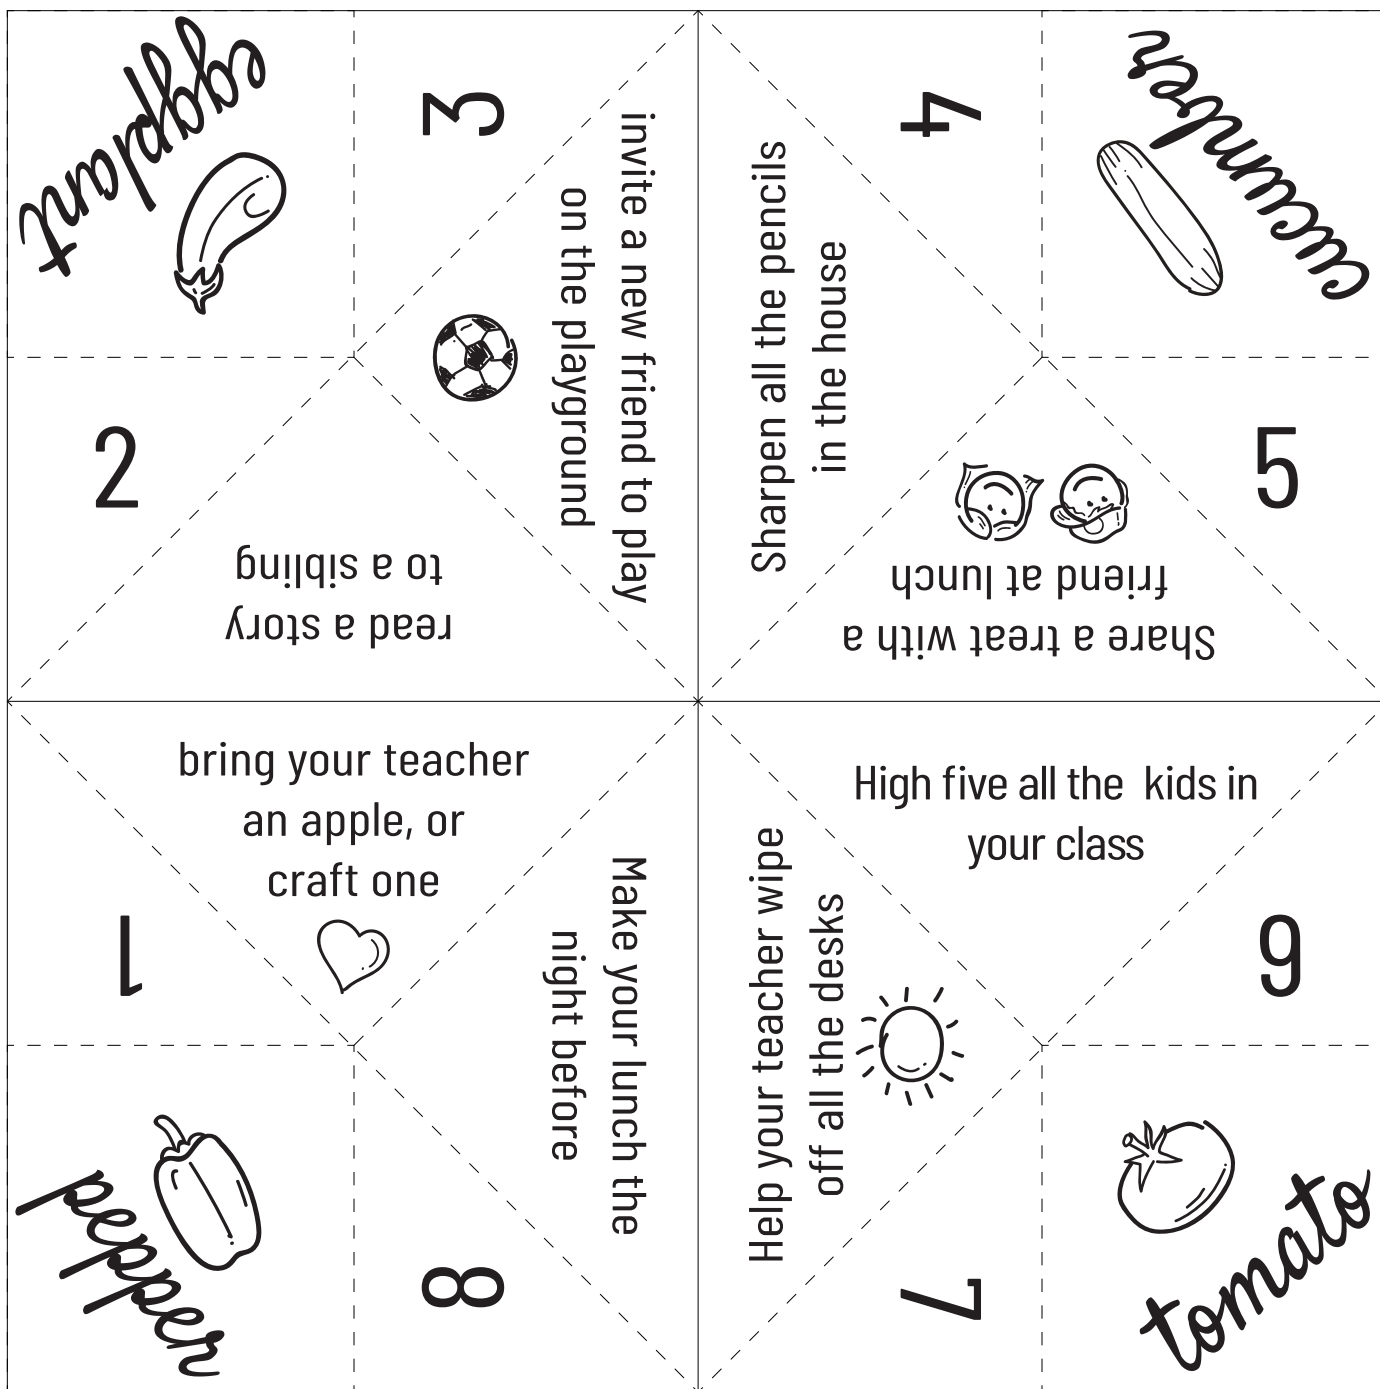 eggplant
3
invite a new friend to play
on the playground
4
Sharpen all the pencils
in the house
cucumber
2
read a story
to a sibling
5
Share a treat with a
friend at lunch
bring your teacher
an apple, or
craft one
1
High five all the kids in
your class
6
Make your lunch the
night before
8
Help your teacher wipe
off all the desks
7
pepper
tomato